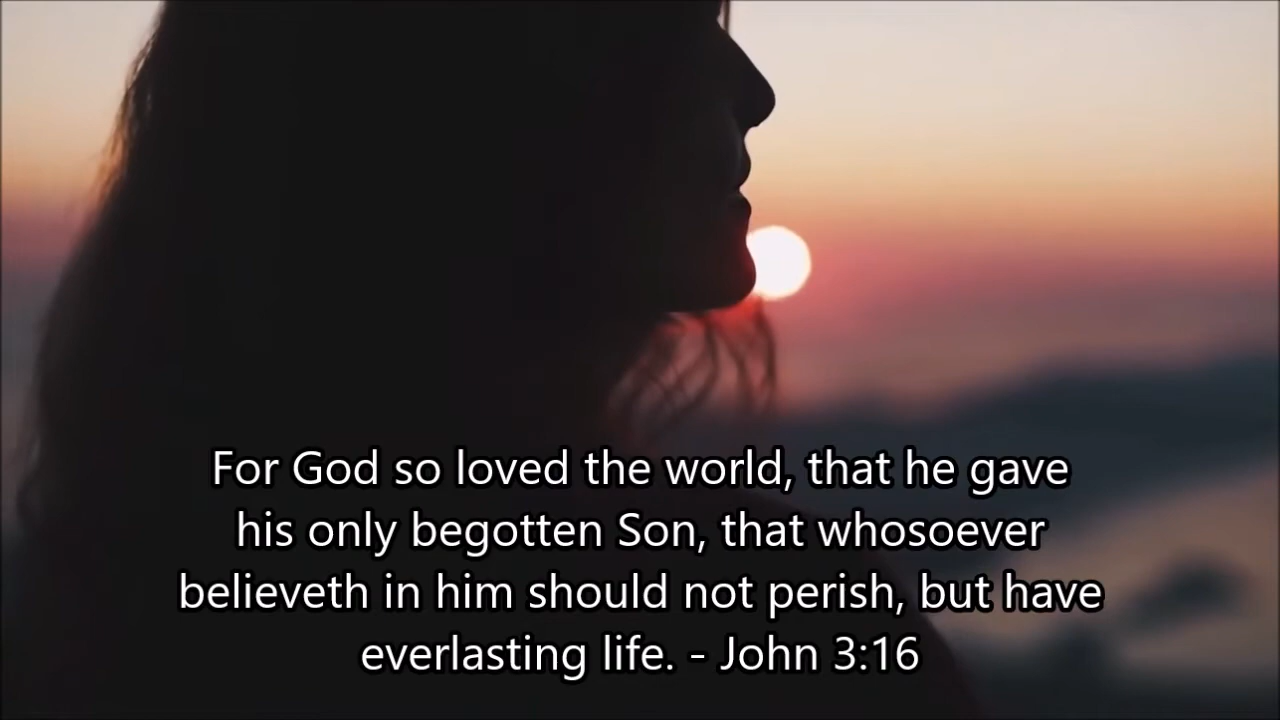 For God so loved the world, that he gave
his only begotten Son, that whosoever
believeth in him should not perish, but have
everlasting life. - John 3:16